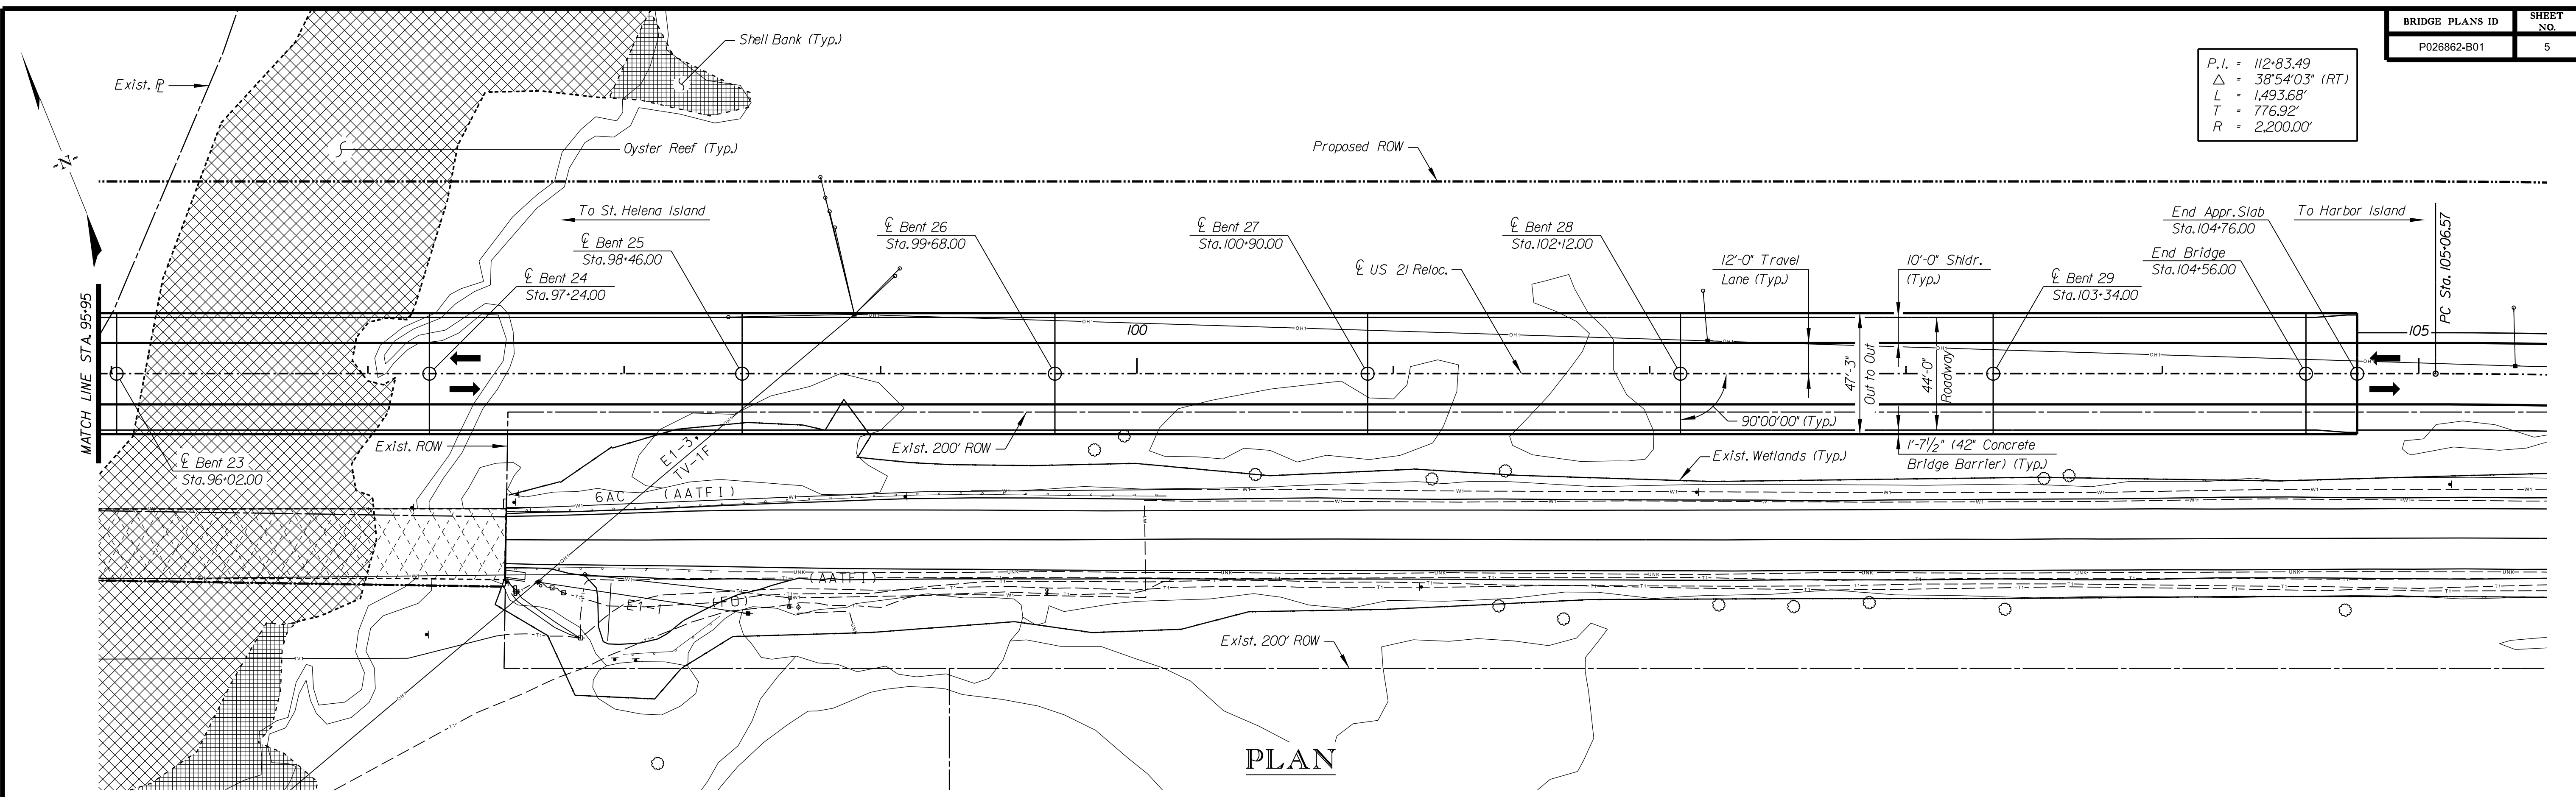 BRIDGE PLANS ID
SHEET NO.
P026862-B01
5
P.I. = 112+83.49
△ = 38°54'03" (RT)
L = 1,493.68'
T = 776.92'
R = 2,200.00'
Shell Bank (Typ.)
Exist. PL
Oyster Reef (Typ.)
-N-
Proposed ROW
To St. Helena Island
To Harbor Island
℄ Bent 23
Sta. 96+02.00
℄ Bent 24
Sta. 97+24.00
℄ Bent 25
Sta. 98+46.00
℄ Bent 26
Sta. 99+68.00
℄ Bent 27
Sta. 100+90.00
℄ Bent 28
Sta. 102+12.00
℄ US 21 Reloc.
12'-0" Travel
Lane (Typ.)
10'-0" Shldr.
(Typ.)
℄ Bent 29
Sta. 103+34.00
End Appr. Slab
Sta. 104+76.00
End Bridge
Sta. 104+56.00
PC Sta. 105+06.57
MATCH LINE STA. 95+95
100
105
47'-3"
Out to Out
44'-0"
Roadway
90°00'00" (Typ.)
1'-7 1/2" (42" Concrete
Bridge Barrier) (Typ.)
Exist. ROW
Exist. 200' ROW
Exist. Wetlands (Typ.)
E1-3,
TV-1F
6AC (AATFI)
(AATFI)
E1-1 (FO)
Exist. 200' ROW
PLAN